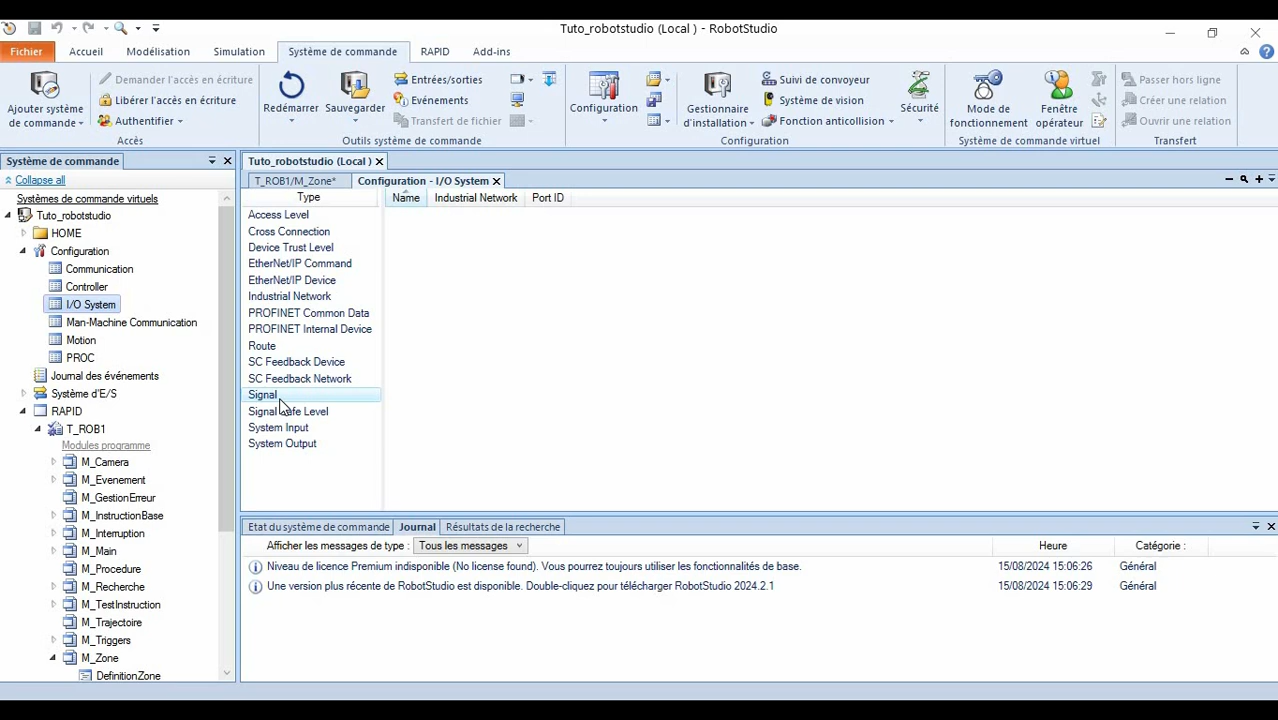 Tuto_robotstudio (Local ) - RobotStudio
Fichier Accueil Modélisation Simulation Système de commande RAPID Add-ins
Ajouter système de commande
Demander l'accès en écriture
Libérer l'accès en écriture
Authentifier
Accès
Redémarrer
Sauvegarder
Entrées/sorties
Evénements
Transfert de fichier
Outils système de commande
Configuration
Gestionnaire d'installation
Suivi de convoyeur
Système de vision
Fonction anticollision
Sécurité
Configuration
Mode de fonctionnement
Fenêtre opérateur
Système de commande virtuel
Passer hors ligne
Créer une relation
Ouvrir une relation
Transfert
Système de commande
Collapse all
Systèmes de commande virtuels
Tuto_robotstudio
HOME
Configuration
Communication
Controller
I/O System
Man-Machine Communication
Motion
PROC
Journal des événements
Système d'E/S
RAPID
T_ROB1
Modules programme
M_Camera
M_Evenement
M_GestionErreur
M_InstructionBase
M_Interruption
M_Main
M_Procedure
M_Recherche
M_TestInstruction
M_Trajectoire
M_Triggers
M_Zone
DefinitionZone
Tuto_robotstudio (Local )
T_ROB1/M_Zone* Configuration - I/O System
Type Name Industrial Network Port ID
Access Level
Cross Connection
Device Trust Level
EtherNet/IP Command
EtherNet/IP Device
Industrial Network
PROFINET Common Data
PROFINET Internal Device
Route
SC Feedback Device
SC Feedback Network
Signal
Signal Safe Level
System Input
System Output
Etat du système de commande Journal Résultats de la recherche
Afficher les messages de type : Tous les messages Heure Catégorie :
Niveau de licence Premium indisponible (No license found). Vous pourrez toujours utiliser les fonctionnalités de base. 15/08/2024 15:06:26 Général
Une version plus récente de RobotStudio est disponible. Double-cliquez pour télécharger RobotStudio 2024.2.1 15/08/2024 15:06:29 Général